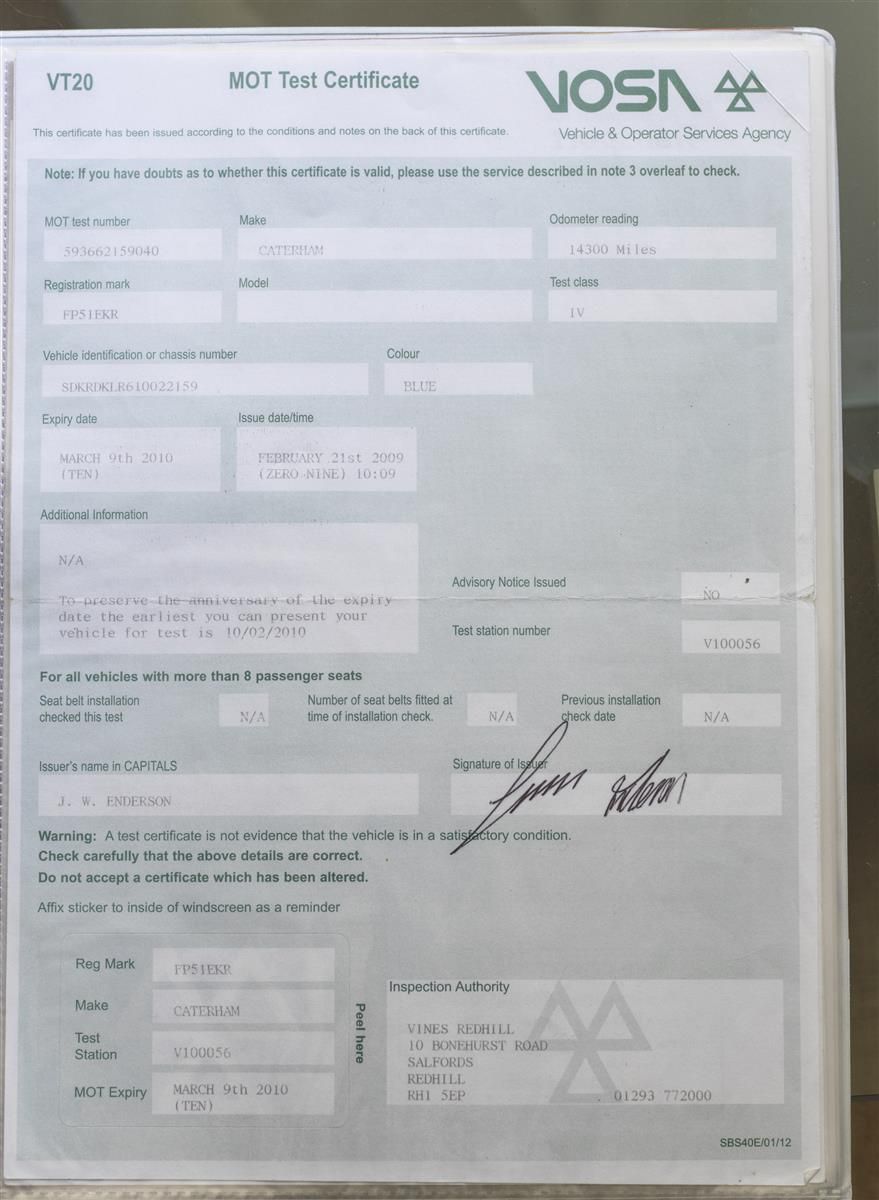 VT20
MOT Test Certificate
VOSA
This certificate has been issued according to the conditions and notes on the back of this certificate.
Vehicle & Operator Services Agency
Note: If you have doubts as to whether this certificate is valid, please use the service described in note 3 overleaf to check.
MOT test number
Make
Odometer reading
593662159040
CATERHAM
14300 Miles
Registration mark
Model
Test class
FP51EKR
IV
Vehicle identification or chassis number
Colour
SDKRDKLR610022159
BLUE
Expiry date
Issue date/time
MARCH 9th 2010
(TEN)
FEBRUARY 21st 2009
(ZERO NINE) 10:09
Additional Information
N/A
To preserve the anniversary of the expiry
date the earliest you can present your
vehicle for test is 10/02/2010
Advisory Notice Issued
NO
Test station number
V100056
For all vehicles with more than 8 passenger seats
Seat belt installation
checked this test
N/A
Number of seat belts fitted at
time of installation check.
N/A
Previous installation
check date
N/A
Issuer's name in CAPITALS
Signature of Issuer
J. W. ENDERSON
Warning: A test certificate is not evidence that the vehicle is in a satisfactory condition.
Check carefully that the above details are correct.
Do not accept a certificate which has been altered.
Affix sticker to inside of windscreen as a reminder
Reg Mark
FP51EKR
Make
CATERHAM
Test
Station
V100056
MOT Expiry
MARCH 9th 2010
(TEN)
Peel here
Inspection Authority
VINES REDHILL
10 BONEHURST ROAD
SALFORDS
REDHILL
RH1 5EP
01293 772000
SBS40E/01/12